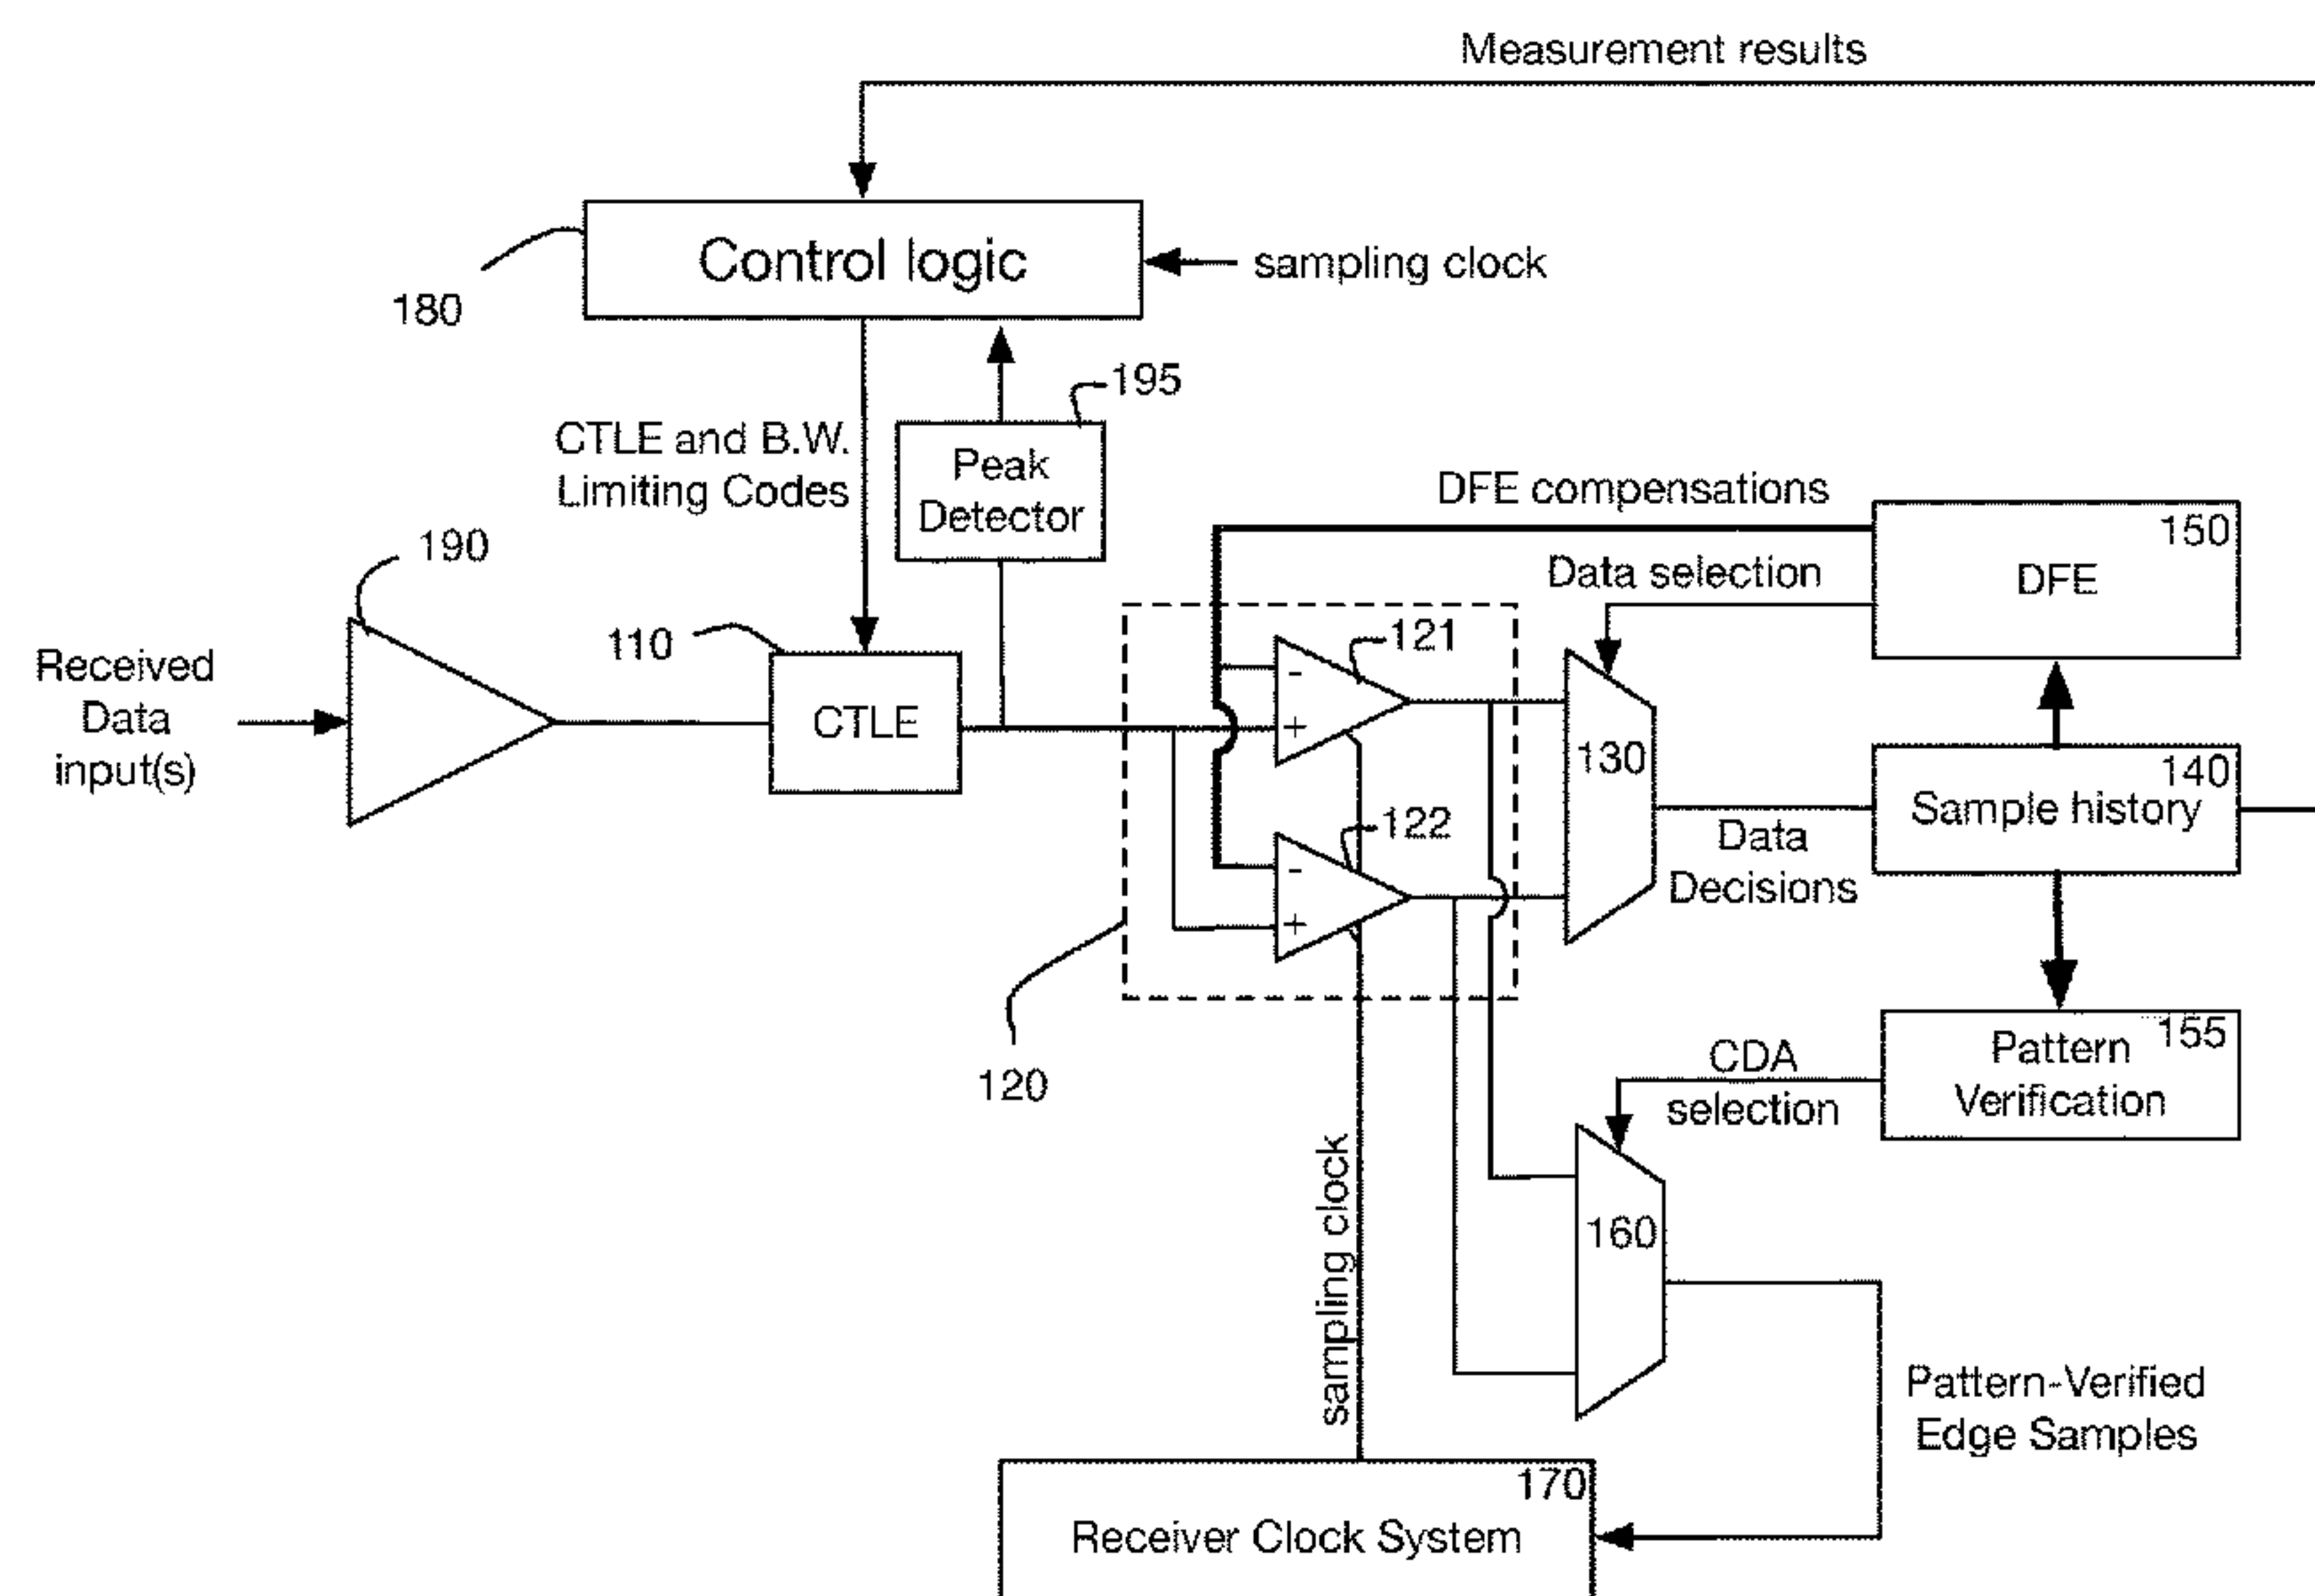 Measurement results
Control logic
sampling clock
180
195
CTLE and B.W.
Limiting Codes
Peak
Detector
DFE compensations
150
DFE
Data selection
190
110
121
Received
Data
input(s)
CTLE
-
+
130
140
Sample history
122
Data
Decisions
-
+
120
155
Pattern
Verification
CDA
selection
sampling clock
160
Pattern-Verified
Edge Samples
170
Receiver Clock System